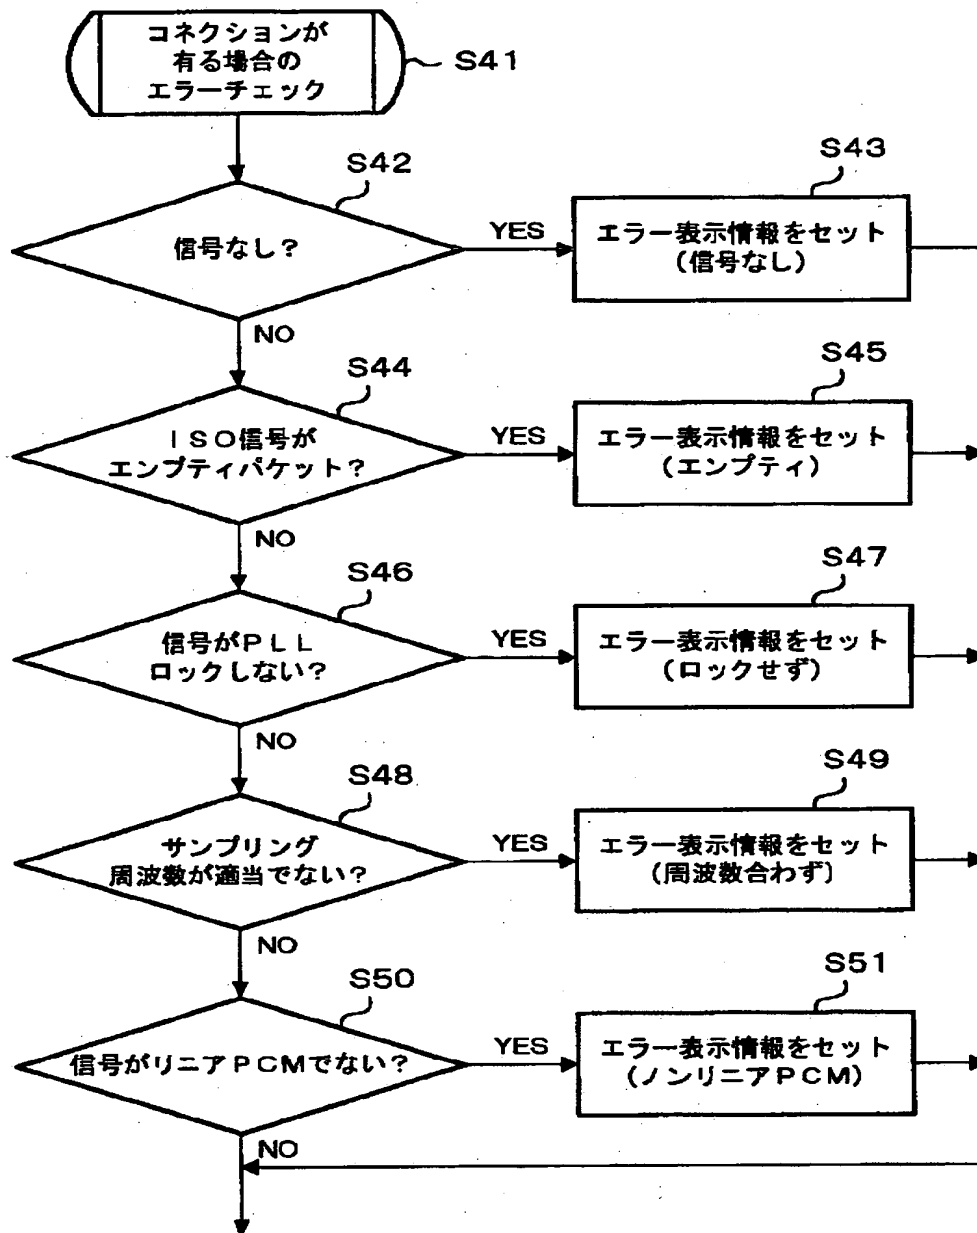 コネクションが
有る場合の
エラーチェック
S41
S42
信号なし?
YES
NO
S43
エラー表示情報をセット
(信号なし)
S44
ISO信号が
エンプティパケット?
YES
NO
S45
エラー表示情報をセット
(エンプティ)
S46
信号がPLL
ロックしない?
YES
NO
S47
エラー表示情報をセット
(ロックせず)
S48
サンプリング
周波数が適当でない?
YES
NO
S49
エラー表示情報をセット
(周波数合わず)
S50
信号がリニアPCMでない?
YES
NO
S51
エラー表示情報をセット
(ノンリニアPCM)